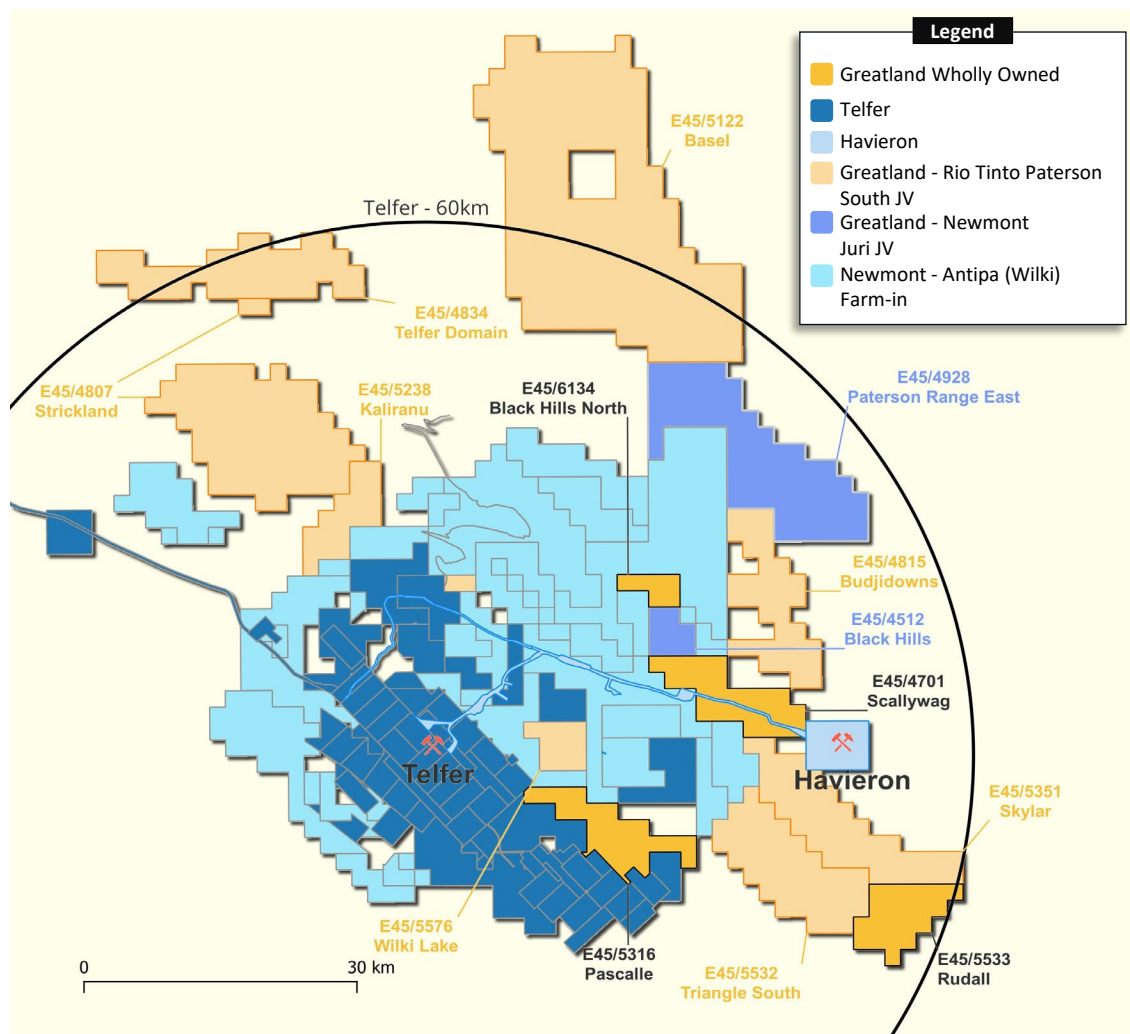 Legend
Greatland Wholly Owned
Telfer
Havieron
Greatland - Rio Tinto Paterson
South JV
Greatland - Newmont
Juri JV
Newmont - Antipa (Wilki)
Farm-in
E45/5122
Basel
Telfer - 60km
E45/4834
Telfer Domain
E45/4807
Strickland
E45/5238
Kaliranu
E45/6134
Black Hills North
E45/4928
Paterson Range East
E45/4815
Budjidowns
E45/4512
Black Hills
E45/4701
Scallywag
Telfer
Havieron
E45/5351
Skylar
E45/5576
Wilki Lake
E45/5316
Pascalle
E45/5532
Triangle South
E45/5533
Rudall
0
30 km